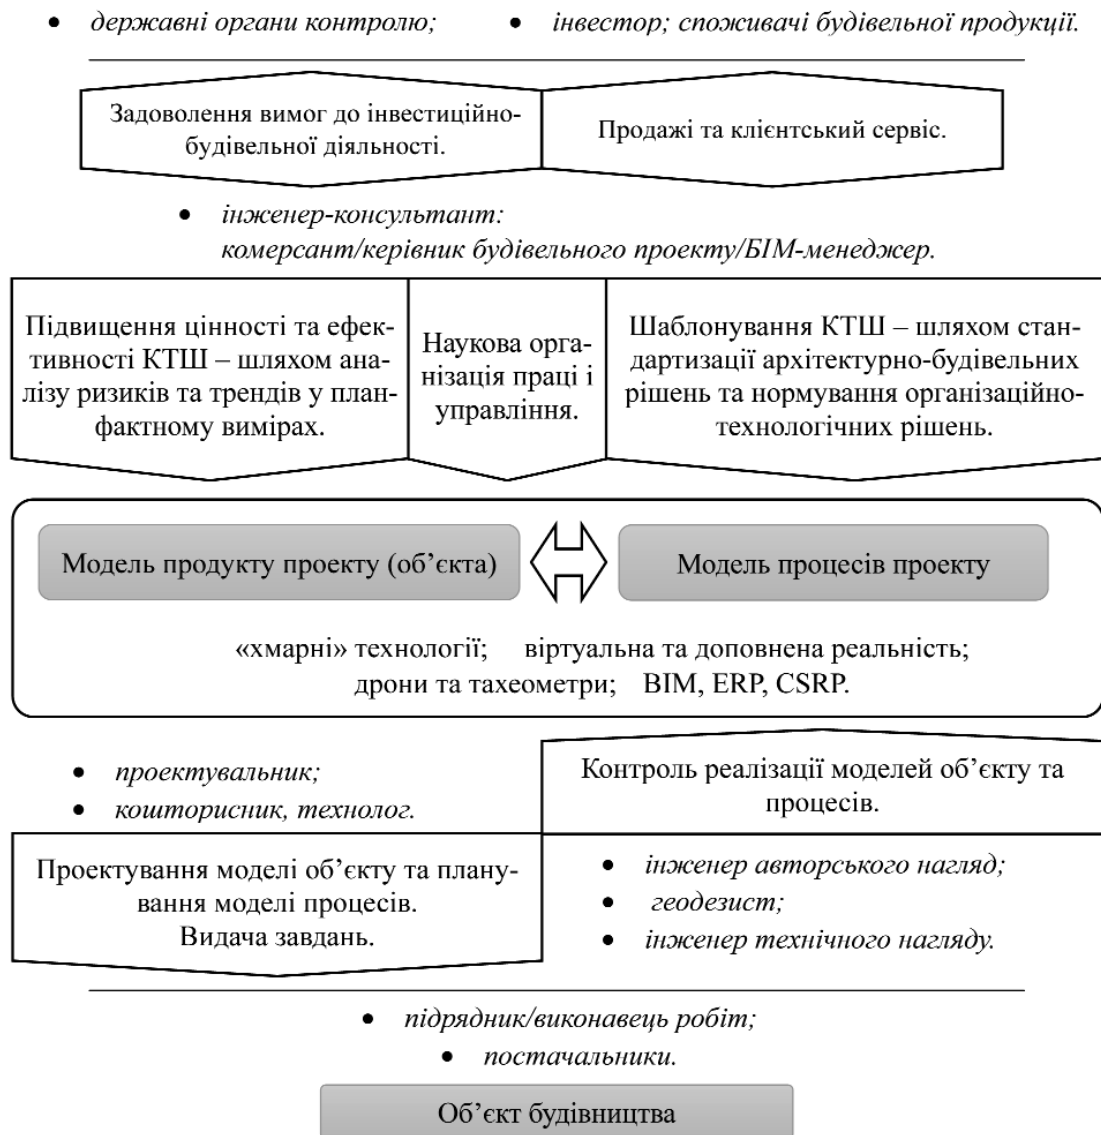 • державні органи контролю; • інвестор; споживачі будівельної продукції.
Задоволення вимог до інвестиційно-
будівельної діяльності.
Продажі та клієнтський сервіс.
• інженер-консультант:
комерсант/керівник будівельного проекту/БІМ-менеджер.
Підвищення цінності та ефек-
тивності КТШ – шляхом ана-
лізу ризиків та трендів у план-
фактному вимірах.
Наукова орга-
нізація праці і
управління.
Шаблонування КТШ – шляхом стан-
дартизації архітектурно-будівельних
рішень та нормування організаційно-
технологічних рішень.
Модель продукту проекту (об’єкта)
Модель процесів проекту
«хмарні» технології; віртуальна та доповнена реальність;
дрони та тахеометри; BIM, ERP, CSRP.
• проектувальник;
• кошторисник, технолог.
Контроль реалізації моделей об’єкту та
процесів.
Проектування моделі об’єкту та плану-
вання моделі процесів.
Видача завдань.
• інженер авторського нагляд;
• геодезист;
• інженер технічного нагляду.
• підрядник/виконавець робіт;
• постачальники.
Об’єкт будівництва